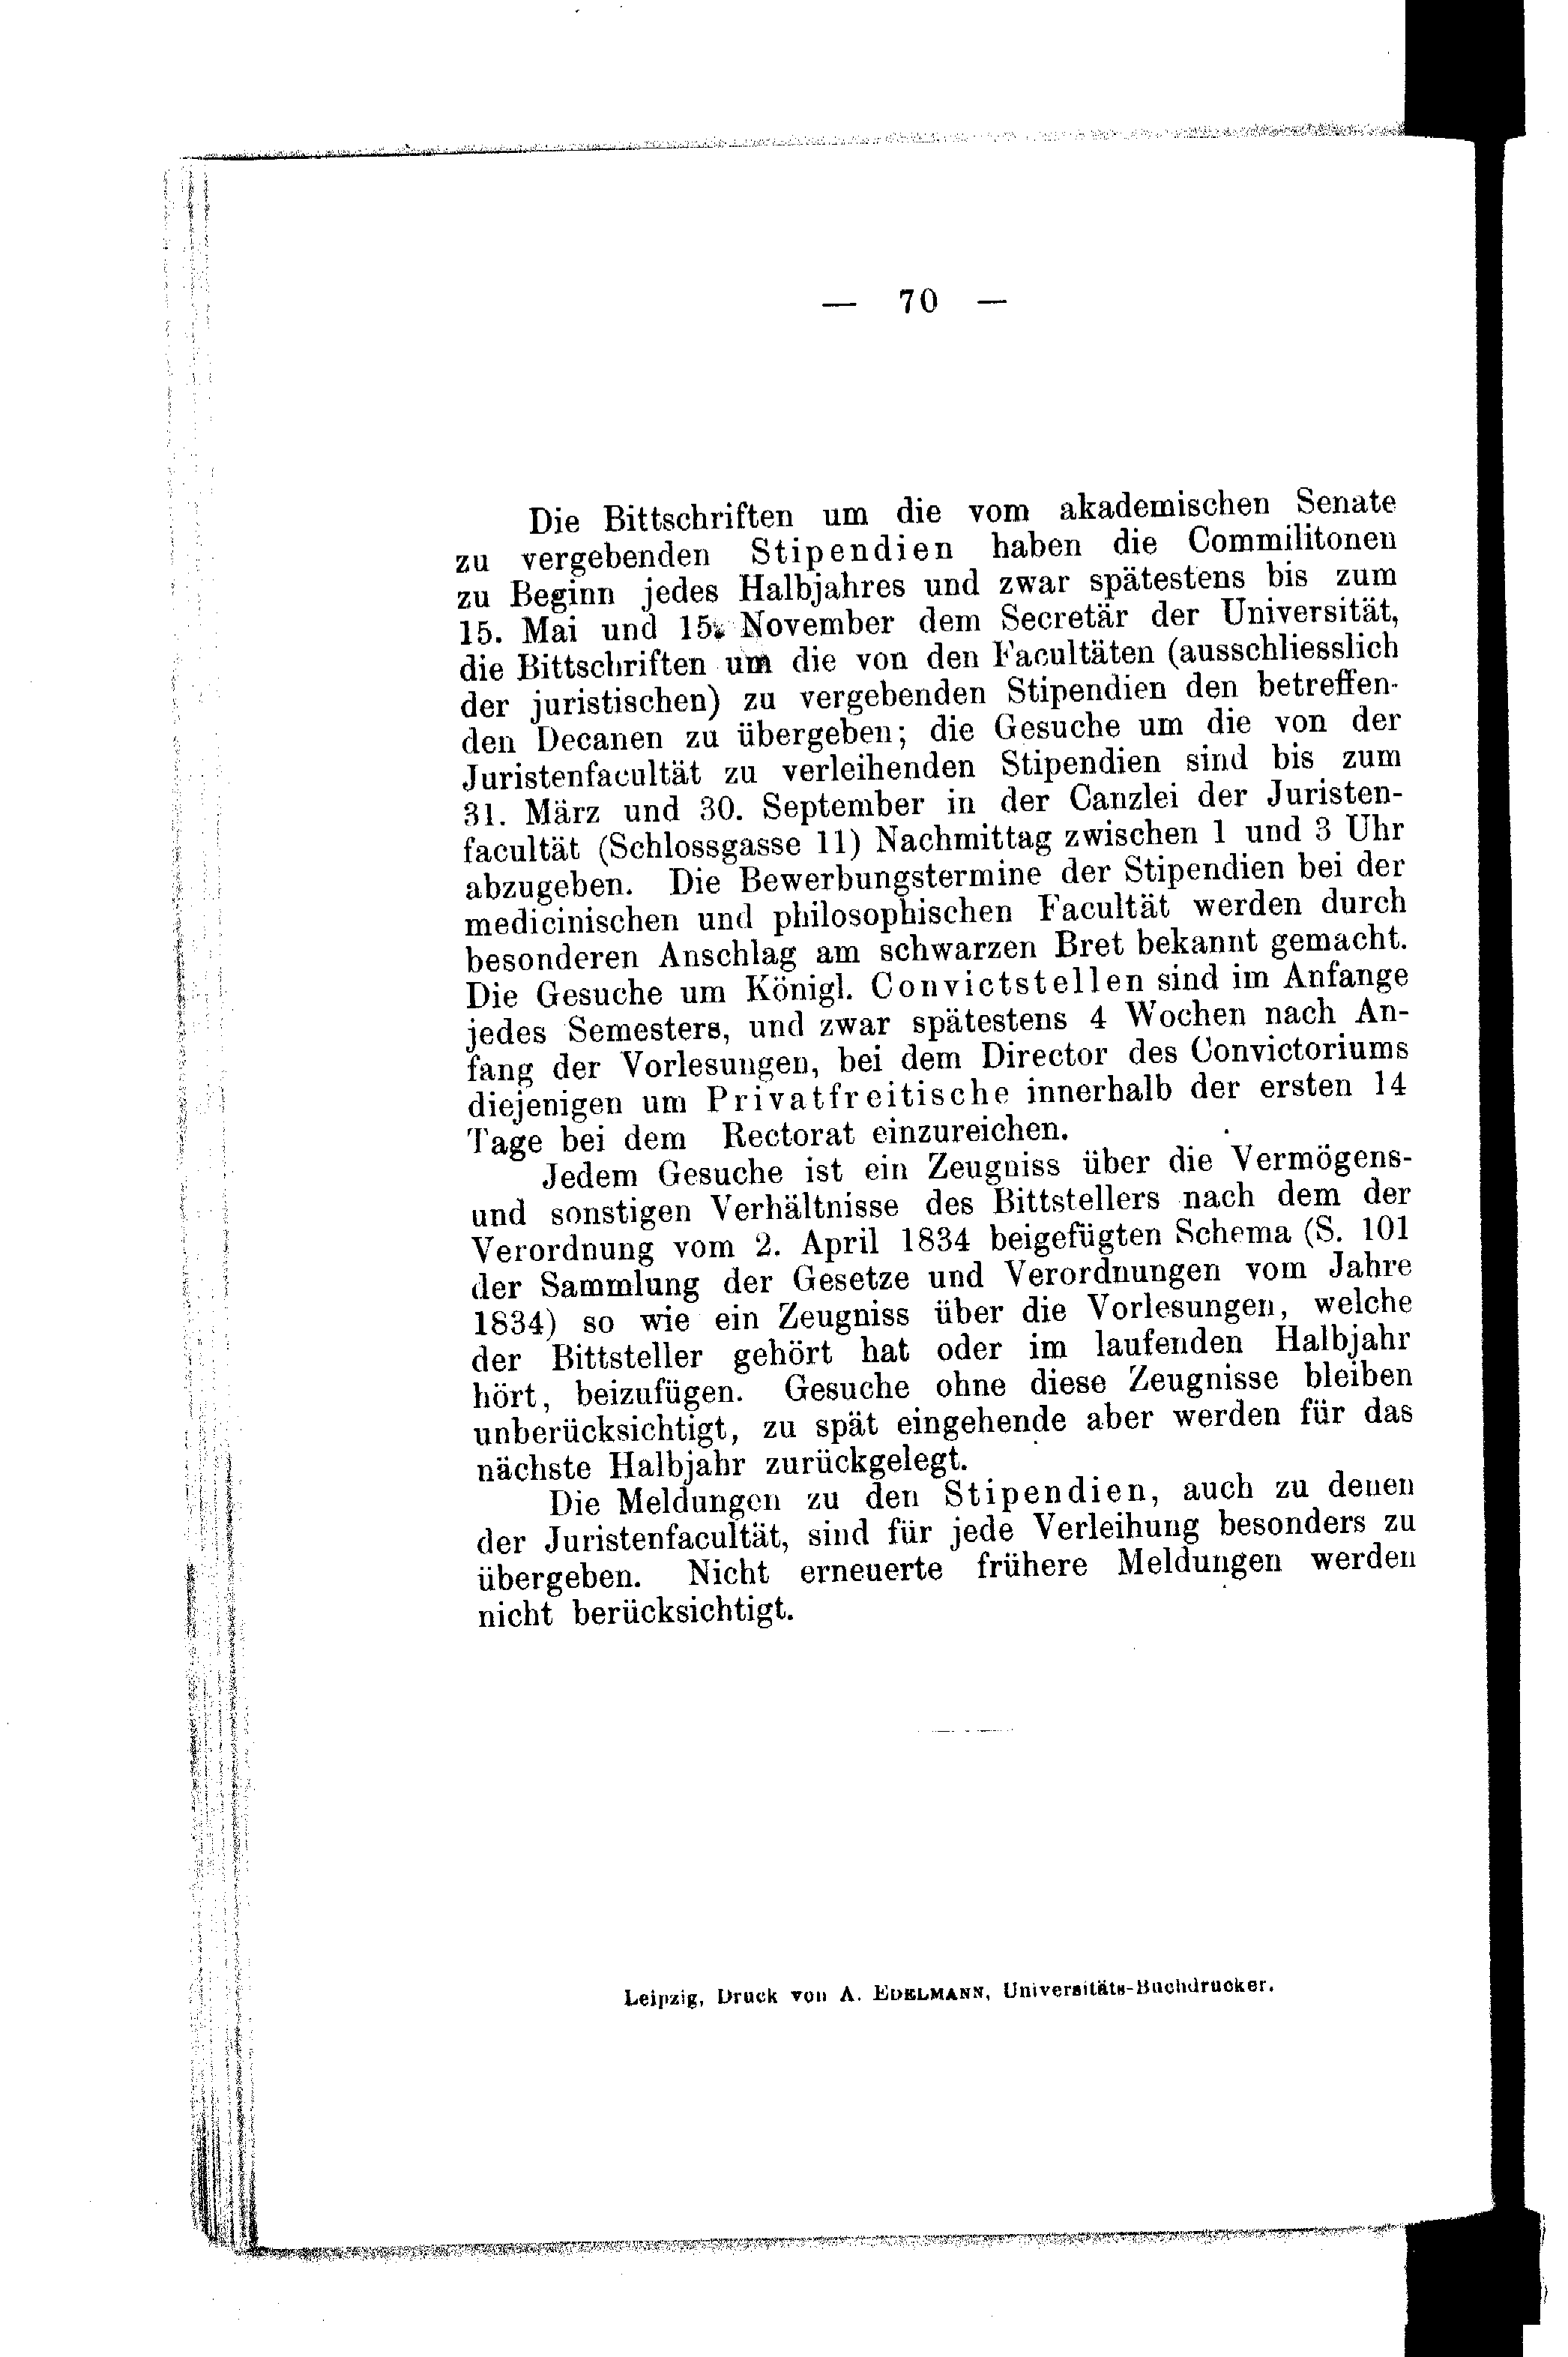 — 70 —
Die Bittschriften um die vom akademischen Senate
zu vergebenden Stipendien haben die Commilitonen
zu Beginn jedes Halbjahres und zwar spätestens bis zum
15. Mai und 15. November dem Secretär der Universität,
die Bittschriften um die von den Facultäten (ausschliesslich
der juristischen) zu vergebenden Stipendien den betreffen-
den Decanen zu übergeben; die Gesuche um die von der
Juristenfacultät zu verleihenden Stipendien sind bis zum
31. März und 30. September in der Canzlei der Juristen-
facultät (Schlossgasse 11) Nachmittag zwischen 1 und 3 Uhr
abzugeben. Die Bewerbungstermine der Stipendien bei der
medicinischen und philosophischen Facultät werden durch
besonderen Anschlag am schwarzen Bret bekannt gemacht.
Die Gesuche um Königl. Convictstellen sind im Anfange
jedes Semesters, und zwar spätestens 4 Wochen nach An-
fang der Vorlesungen, bei dem Director des Convictoriums
diejenigen um Privatfreitische innerhalb der ersten 14
Tage bei dem Rectorat einzureichen.
Jedem Gesuche ist ein Zeugniss über die Vermögens-
und sonstigen Verhältnisse des Bittstellers nach dem der
Verordnung vom 2. April 1834 beigefügten Schema (S. 101
der Sammlung der Gesetze und Verordnungen vom Jahre
1834) so wie ein Zeugniss über die Vorlesungen, welche
der Bittsteller gehört hat oder im laufenden Halbjahr
hört, beizufügen. Gesuche ohne diese Zeugnisse bleiben
unberücksichtigt, zu spät eingehende aber werden für das
nächste Halbjahr zurückgelegt.
Die Meldungen zu den Stipendien, auch zu denen
der Juristenfacultät, sind für jede Verleihung besonders zu
übergeben. Nicht erneuerte frühere Meldungen werden
nicht berücksichtigt.
Leipzig, Druck von A. EDELMANN, Universitäts-Buchdrucker.